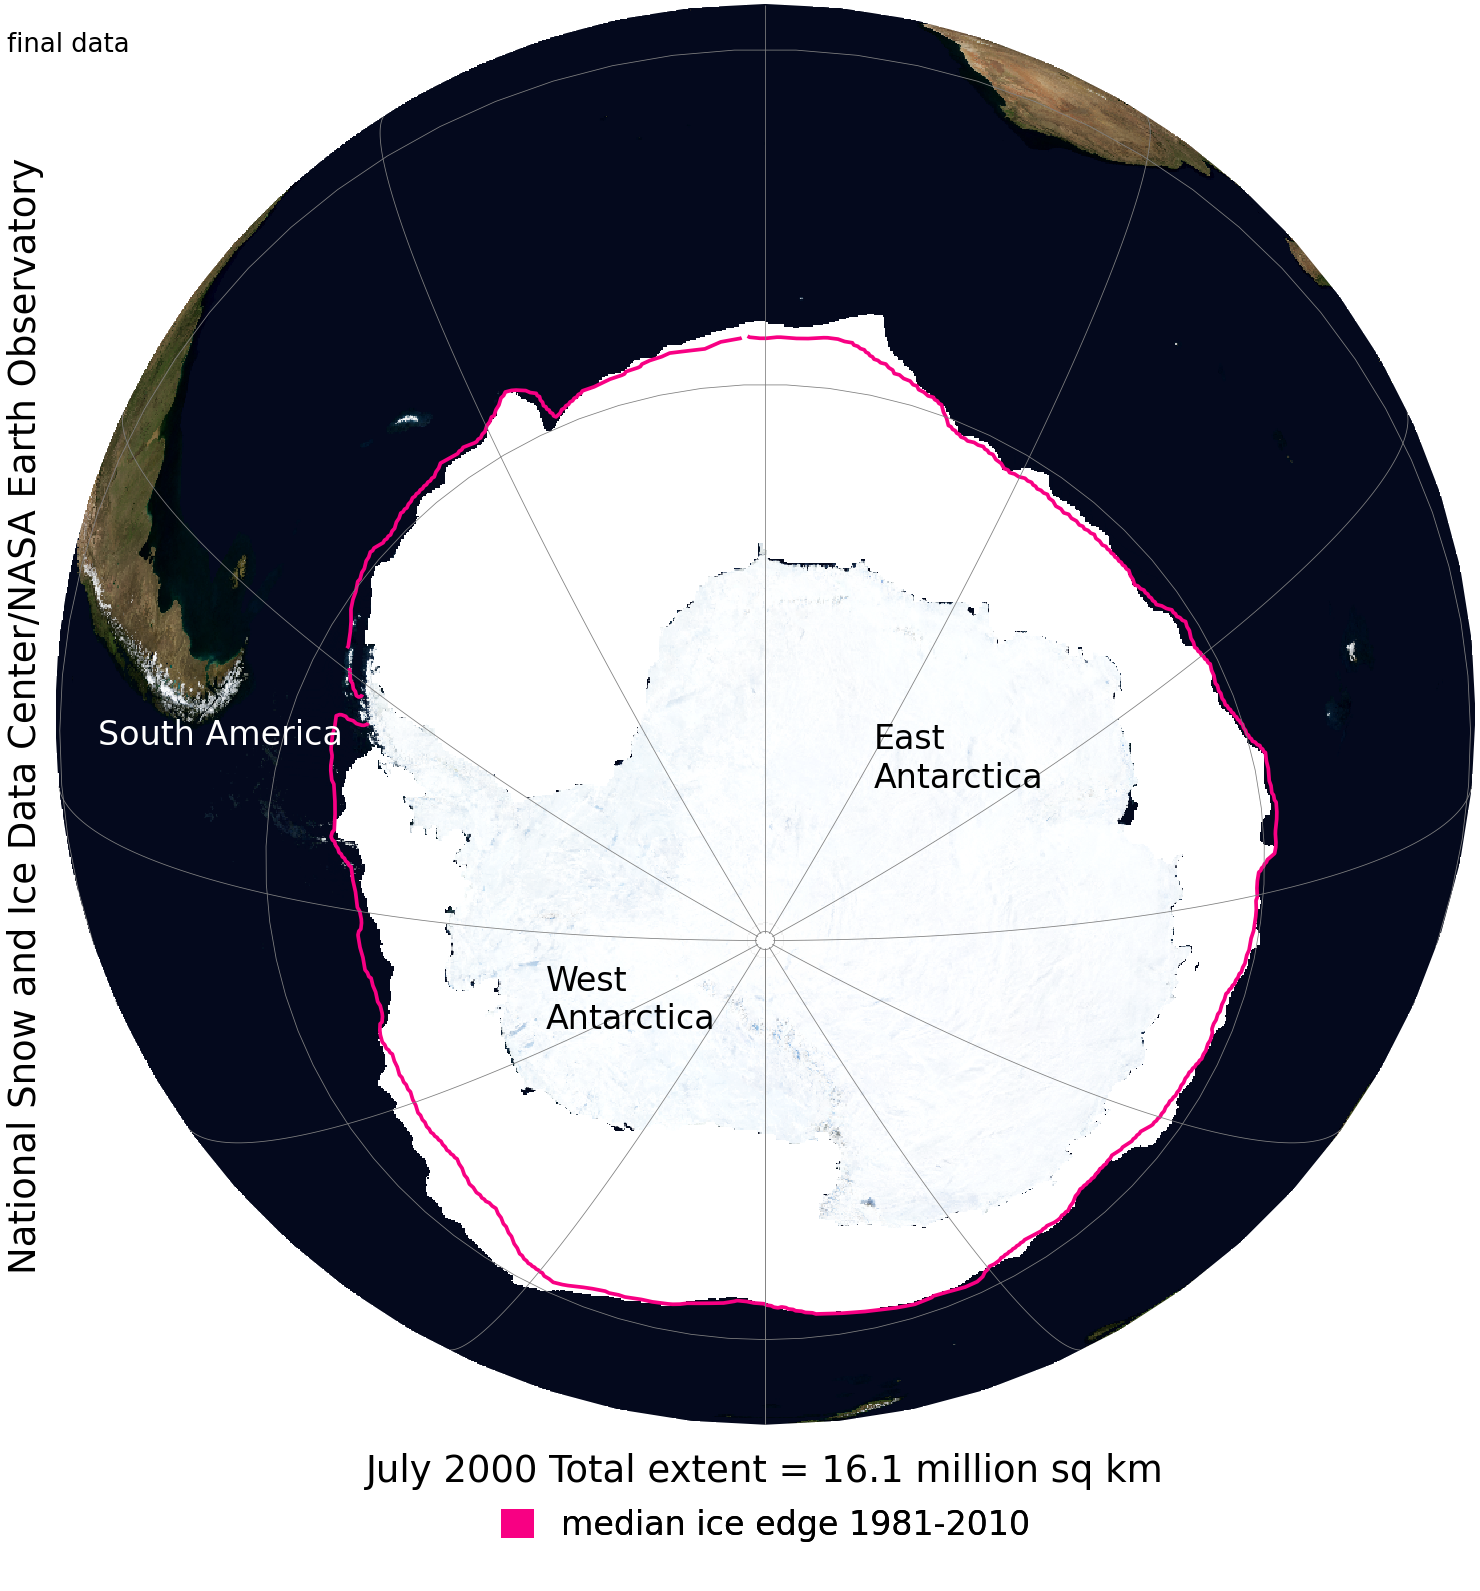 final data
National Snow and Ice Data Center/NASA Earth Observatory
South America
East
Antarctica
West
Antarctica
July 2000 Total extent = 16.1 million sq km
median ice edge 1981-2010